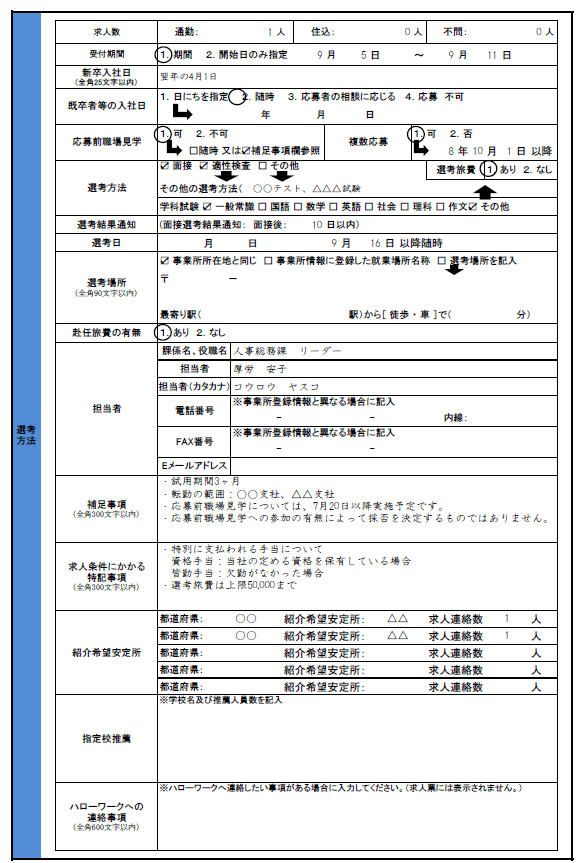 求人数 通勤: 1 人 住込: 0 人 不問: 0 人
受付期間 1. 期間 2. 開始日のみ指定 9 月 5 日 ～ 9 月 11 日
新卒入社日 (全角25文字以内) 翌年の4月1日
既卒者等の入社日 1. 日にちを指定 2. 随時 3. 応募者の相談に応じる 4. 応募 不可
年 月 日
応募前職場見学 1. 可 2. 不可 複数応募 1. 可 2. 否
□随時 又は☑補足事項欄参照 8 年 10 月 1 日 以降
選考方法 ☑ 面接 ☑ 適性検査 □ その他 選考旅費 1. あり 2. なし
その他の選考方法( ○○テスト、△△△試験
学科試験 ☑ 一般常識 □ 国語 □ 数学 □ 英語 □ 社会 □ 理科 □ 作文 ☑ その他
選考結果通知 (面接選考結果通知: 面接後: 10 日以内)
選考日 月 日 9 月 16 日 以降随時
選考場所 (全角90文字以内) ☑ 事業所所在地と同じ □ 事業所情報に登録した就業場所名称 □ 選考場所を記入
〒 －
最寄り駅( 駅)から[ 徒歩・車 ]で( 分)
赴任旅費の有無 1. あり 2. なし
選考方法
担当者 課係名、役職名 人事総務課 リーダー
担当者 厚労 安子
担当者(カタカナ) コウロウ ヤスコ
電話番号 ※事業所登録情報と異なる場合に記入
－ － 内線:
FAX番号 ※事業所登録情報と異なる場合に記入
－ －
Eメールアドレス
補足事項 (全角300文字以内)
・試用期間3ヶ月
・転勤の範囲：○○支社、△△支社
・応募前職場見学については、7月20日以降実施予定です。
・応募前職場見学への参加の有無によって採否を決定するものではありません。
求人条件にかかる特記事項 (全角300文字以内)
・特別に支払われる手当について
資格手当：当社の定める資格を保有している場合
皆勤手当：欠勤がなかった場合
・選考旅費は上限50,000まで
紹介希望安定所
都道府県: ○○ 紹介希望安定所: △△ 求人連絡数 1 人
都道府県: ○○ 紹介希望安定所: △△ 求人連絡数 1 人
都道府県: 紹介希望安定所: 求人連絡数 人
都道府県: 紹介希望安定所: 求人連絡数 人
都道府県: 紹介希望安定所: 求人連絡数 人
指定校推薦 ※学校名及び推薦人員数を記入
ハローワークへの連絡事項 (全角600文字以内) ※ハローワークへ連絡したい事項がある場合に入力してください。(求人票には表示されません。)